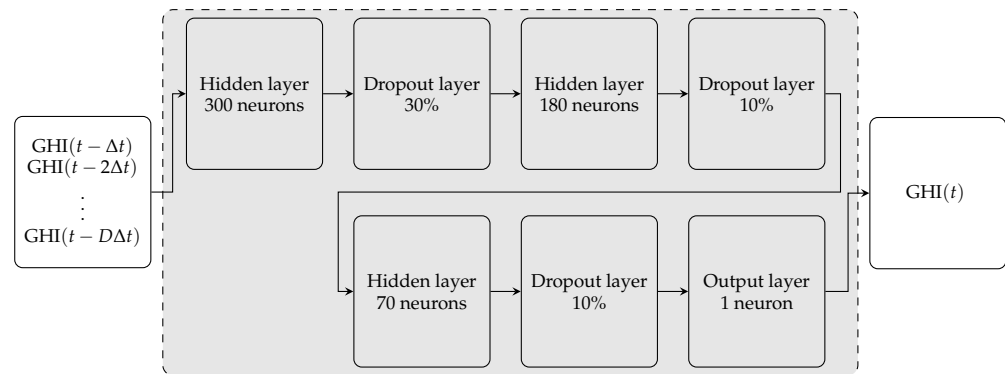 GHI(t − Δt)
GHI(t − 2Δt)
⋮
GHI(t − DΔt)
Hidden layer
300 neurons
Dropout layer
30%
Hidden layer
180 neurons
Dropout layer
10%
Hidden layer
70 neurons
Dropout layer
10%
Output layer
1 neuron
GHI(t)